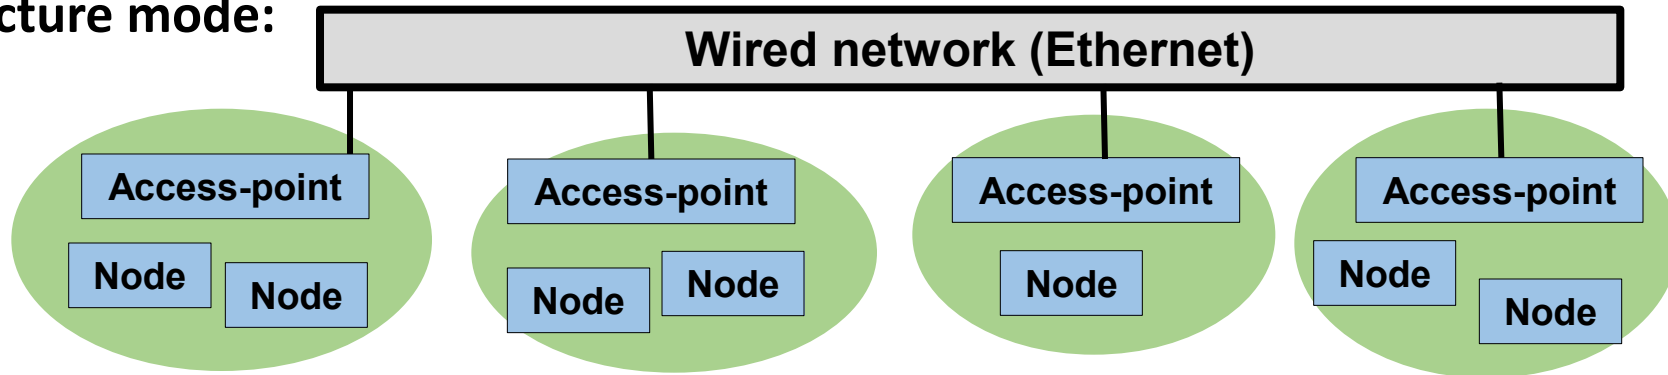 cture mode:
Wired network (Ethernet)
Access-point
Node
Node
Access-point
Node
Node
Access-point
Node
Access-point
Node
Node